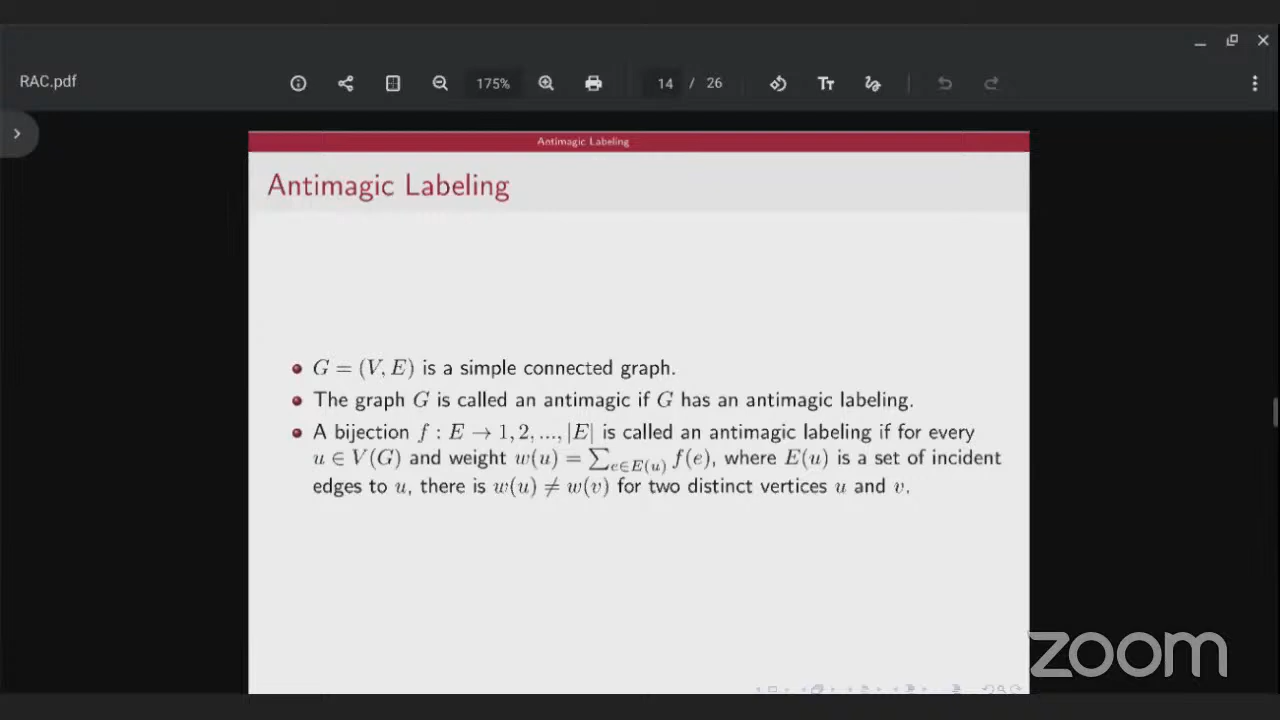 RAC.pdf
175%
14 / 26
Antimagic Labeling
Antimagic Labeling
G = (V, E) is a simple connected graph.
The graph G is called an antimagic if G has an antimagic labeling.
A bijection f : E → 1, 2, ..., |E| is called an antimagic labeling if for every
u ∈ V(G) and weight w(u) = ∑e∈E(u) f(e), where E(u) is a set of incident
edges to u, there is w(u) ≠ w(v) for two distinct vertices u and v.
zoom